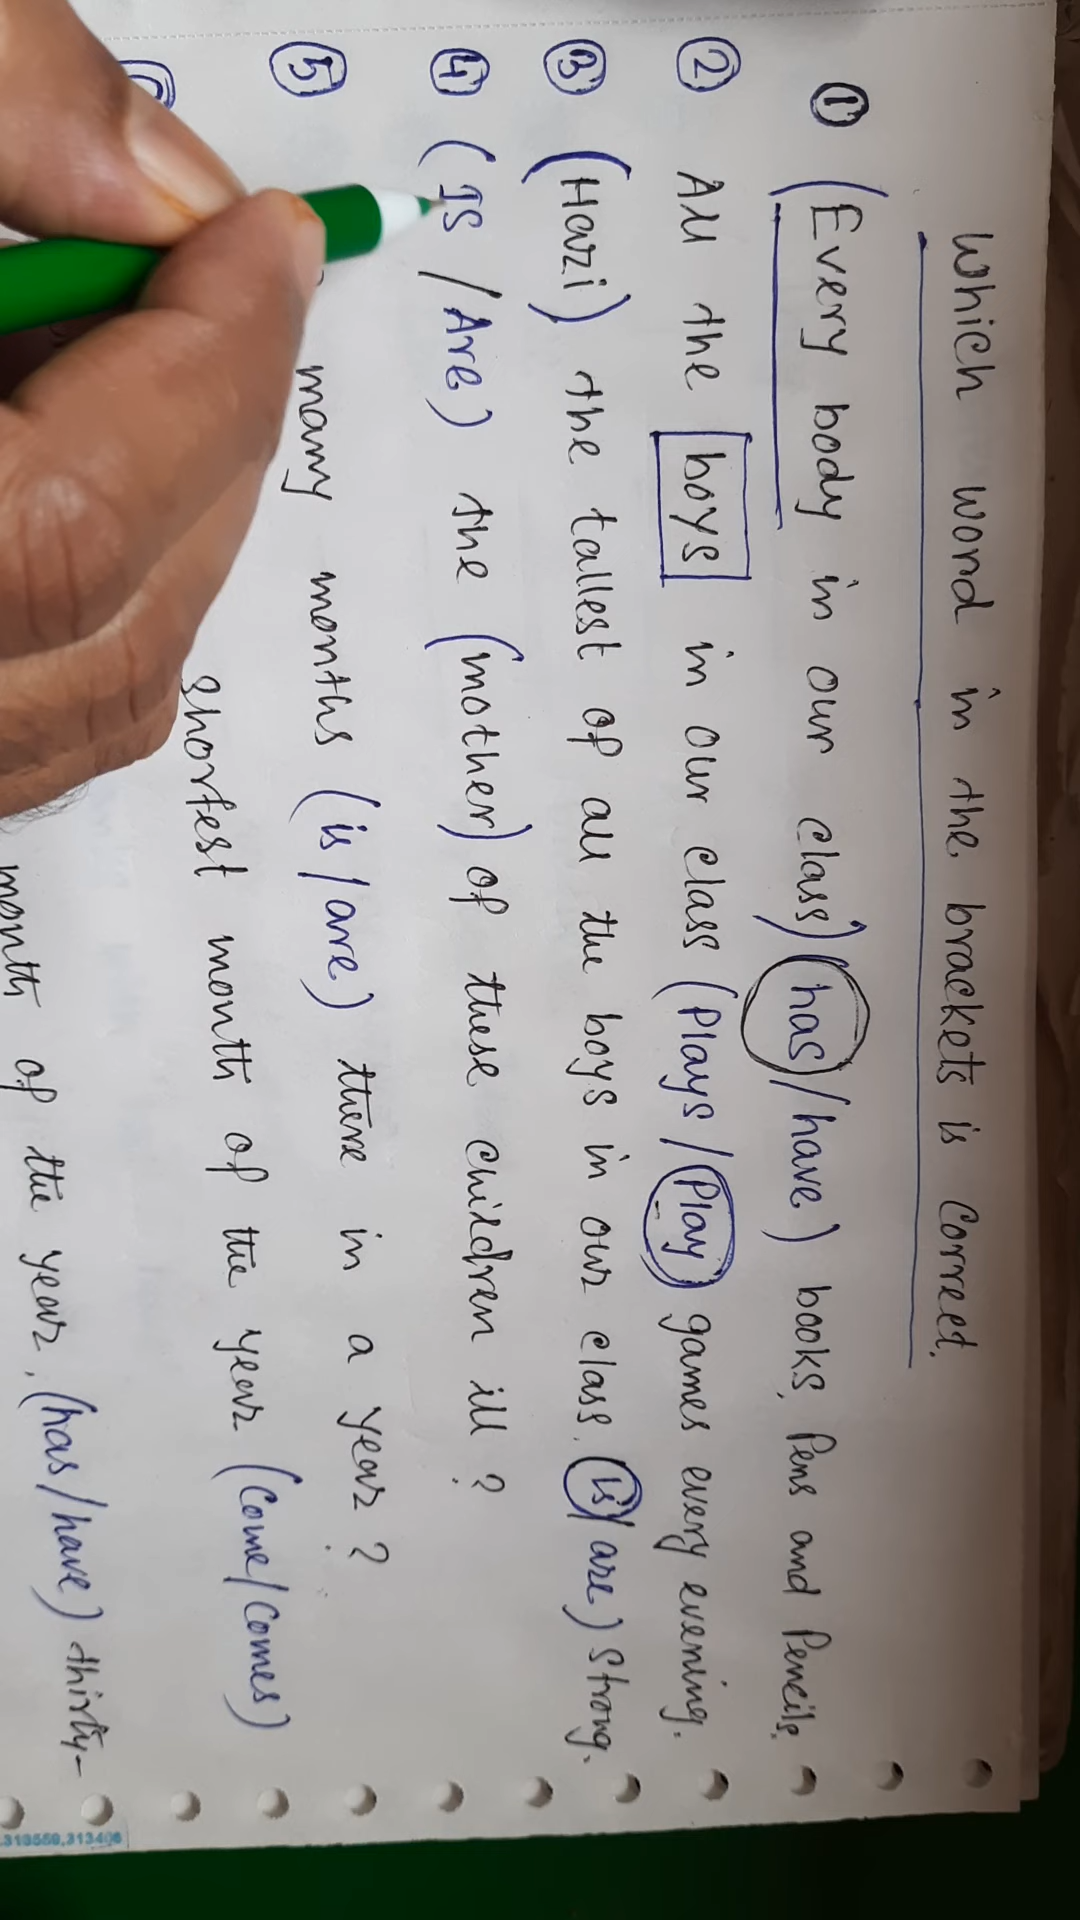 Which word in the brackets is correct.
① (Every body in our class) (has/have) books, Pens and Pencils.
② All the boys in our class (Plays/Play) games every evening.
③ (Hari) the tallest of all the boys in our class. (is/are) strong.
④ (Is/Are) the (mother) of these children ill ?
⑤ many months (is/are) there in a year ?
shortest month of the year (Come/Comes)
month of the year, (has/have) thirty-
,313559,313406